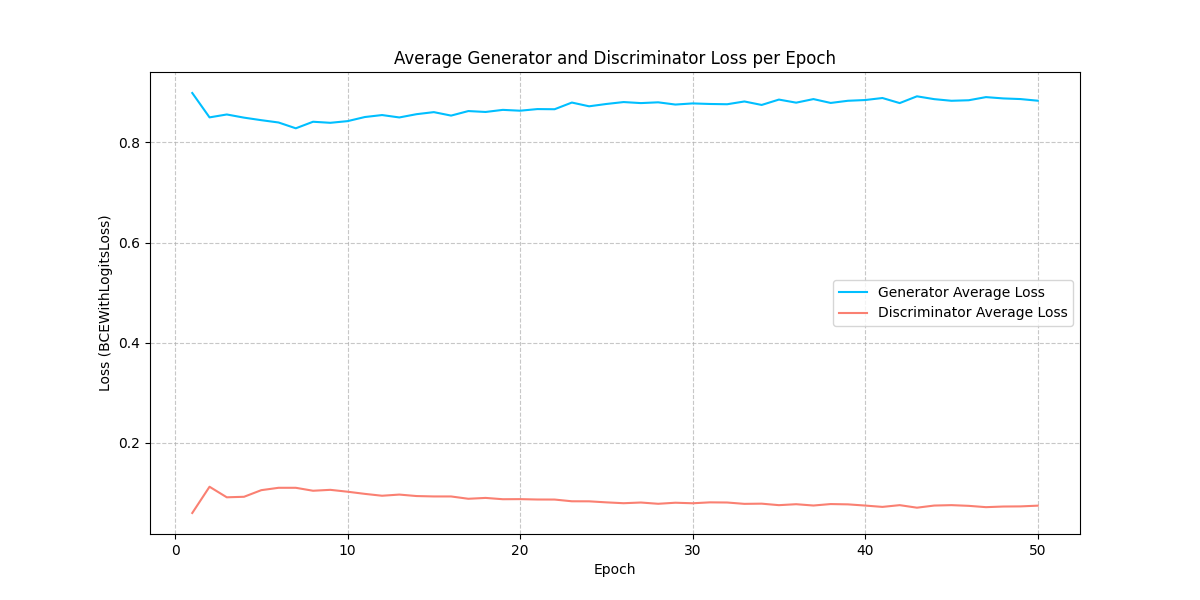 Average Generator and Discriminator Loss per Epoch
Loss (BCEWithLogitsLoss)
0.8
0.6
0.4
0.2
Generator Average Loss
Discriminator Average Loss
0 10 20 30 40 50
Epoch